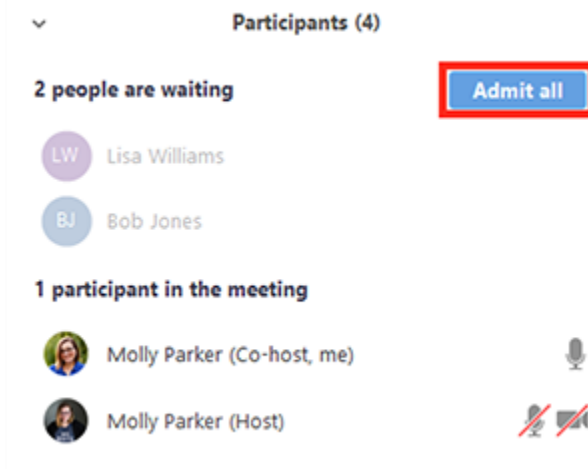 Participants (4)
2 people are waiting Admit all
LW Lisa Williams
BJ Bob Jones
1 participant in the meeting
Molly Parker (Co-host, me)
Molly Parker (Host)